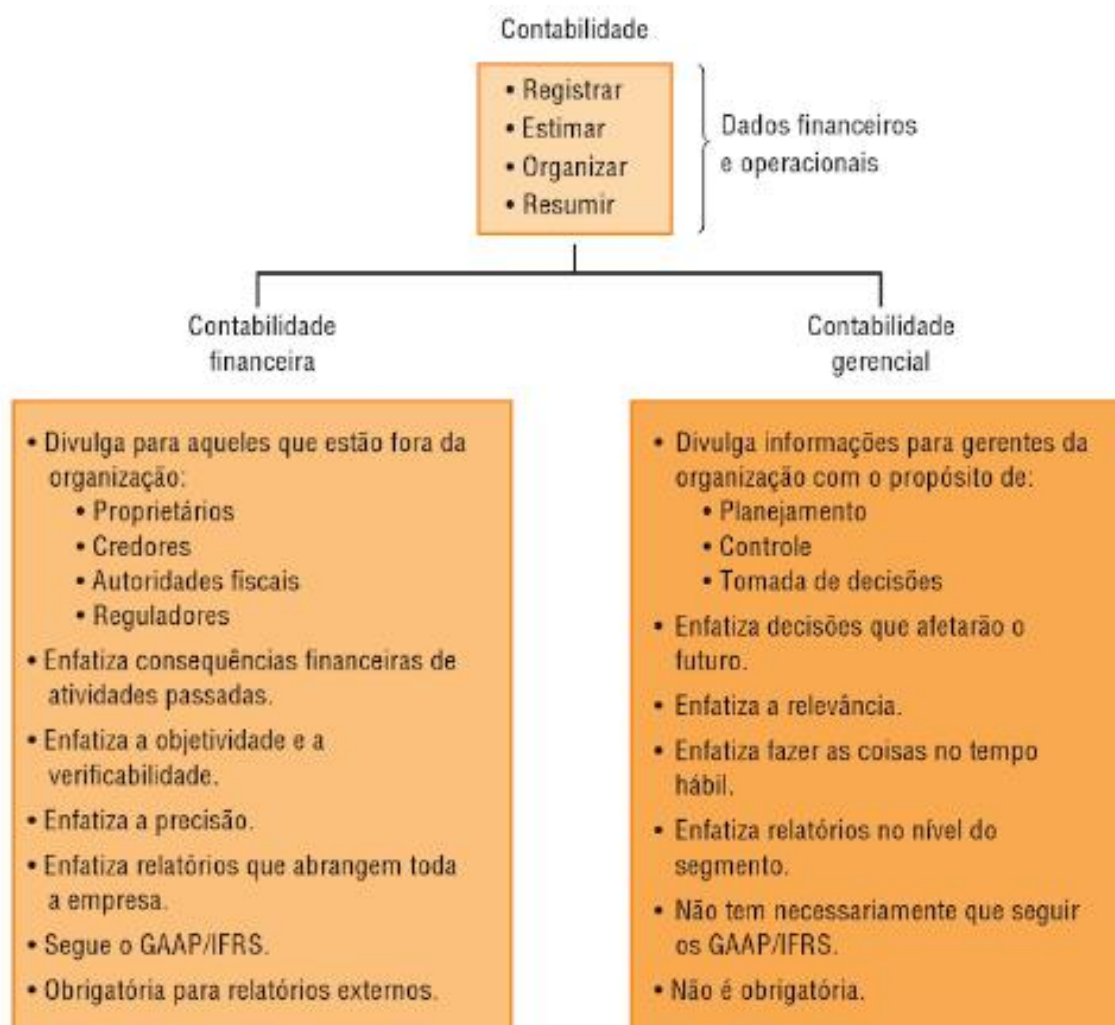 Contabilidade
• Registrar
• Estimar
• Organizar
• Resumir
Dados financeiros
e operacionais
Contabilidade
financeira
• Divulga para aqueles que estão fora da
organização:
• Proprietários
• Credores
• Autoridades fiscais
• Reguladores
• Enfatiza consequências financeiras de
atividades passadas.
• Enfatiza a objetividade e a
verificabilidade.
• Enfatiza a precisão.
• Enfatiza relatórios que abrangem toda
a empresa.
• Segue o GAAP/IFRS.
• Obrigatória para relatórios externos.
Contabilidade
gerencial
• Divulga informações para gerentes da
organização com o propósito de:
• Planejamento
• Controle
• Tomada de decisões
• Enfatiza decisões que afetarão o
futuro.
• Enfatiza a relevância.
• Enfatiza fazer as coisas no tempo
hábil.
• Enfatiza relatórios no nível do
segmento.
• Não tem necessariamente que seguir
os GAAP/IFRS.
• Não é obrigatória.